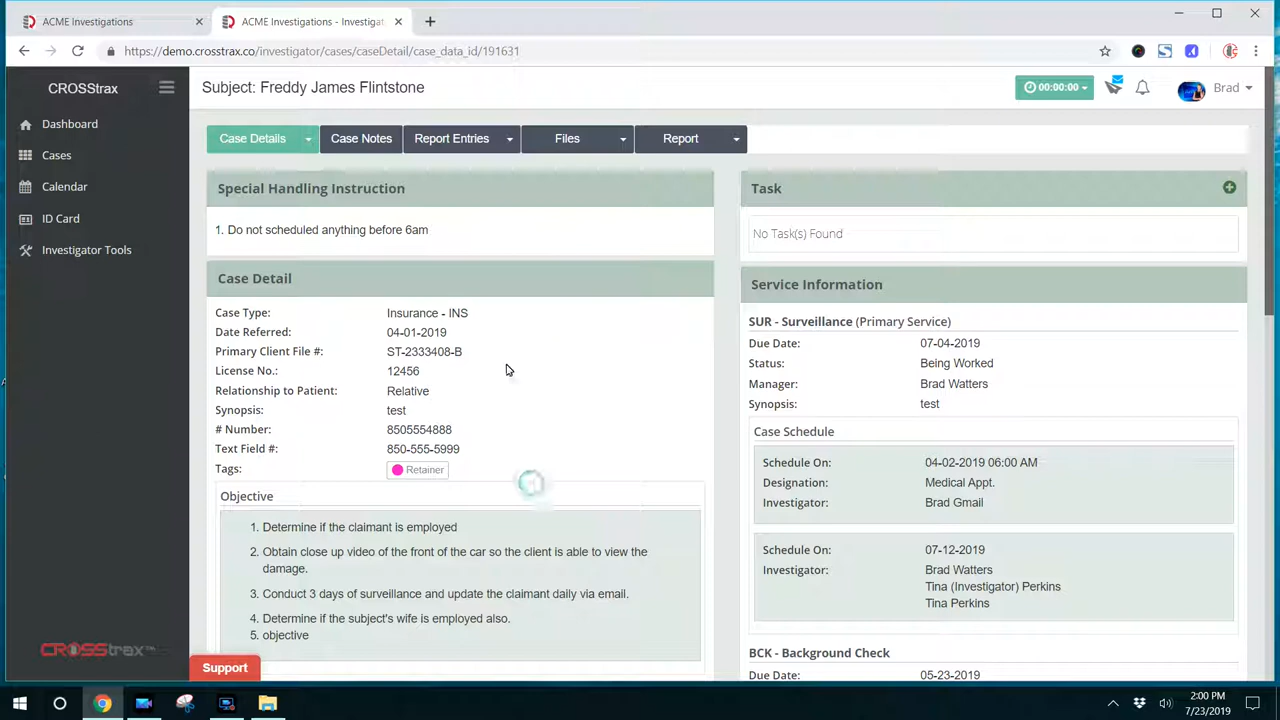 ACME Investigations
ACME Investigations - Investigat
https://demo.crosstrax.co/investigator/cases/caseDetail/case_data_id/191631
CROSStrax
Subject: Freddy James Flintstone
00:00:00
Brad
Dashboard
Cases
Calendar
ID Card
Investigator Tools
Case Details
Case Notes
Report Entries
Files
Report
Special Handling Instruction
1. Do not scheduled anything before 6am
Case Detail
Case Type: Insurance - INS
Date Referred: 04-01-2019
Primary Client File #: ST-2333408-B
License No.: 12456
Relationship to Patient: Relative
Synopsis: test
# Number: 8505554888
Text Field #: 850-555-5999
Tags: Retainer
Objective
1. Determine if the claimant is employed
2. Obtain close up video of the front of the car so the client is able to view the
damage.
3. Conduct 3 days of surveillance and update the claimant daily via email.
4. Determine if the subject's wife is employed also.
5. objective
Task
No Task(s) Found
Service Information
SUR - Surveillance (Primary Service)
Due Date: 07-04-2019
Status: Being Worked
Manager: Brad Watters
Synopsis: test
Case Schedule
Schedule On: 04-02-2019 06:00 AM
Designation: Medical Appt.
Investigator: Brad Gmail
Schedule On: 07-12-2019
Investigator: Brad Watters
Tina (Investigator) Perkins
Tina Perkins
BCK - Background Check
Due Date: 05-23-2019
CROSStrax
Support
2:00 PM
7/23/2019